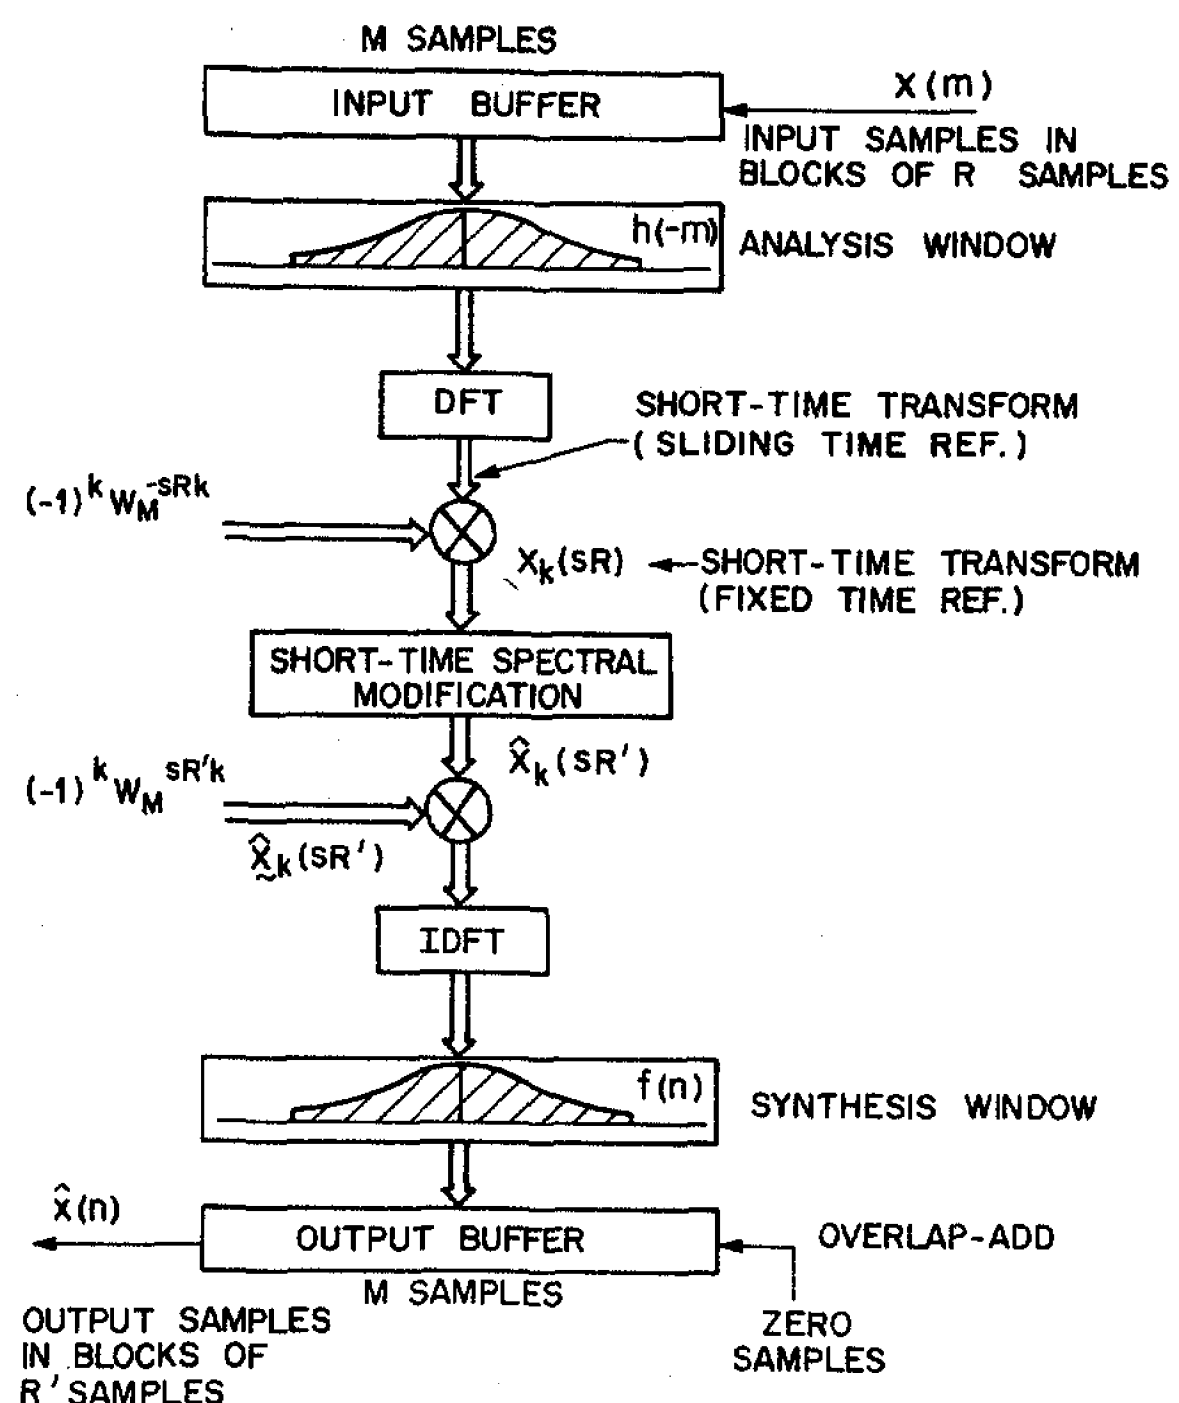 M SAMPLES
INPUT BUFFER
x(m)
INPUT SAMPLES IN
BLOCKS OF R SAMPLES
h(-m)
ANALYSIS WINDOW
DFT
SHORT-TIME TRANSFORM
(SLIDING TIME REF.)
(-1)^k W_M^-sRk
X_k(sR)
SHORT-TIME TRANSFORM
(FIXED TIME REF.)
SHORT-TIME SPECTRAL
MODIFICATION
X̂_k(sR')
(-1)^k W_M^sR'k
X̰̂_k(sR')
IDFT
f(n)
SYNTHESIS WINDOW
x̂(n)
OUTPUT BUFFER
OVERLAP-ADD
M SAMPLES
OUTPUT SAMPLES
IN BLOCKS OF
R' SAMPLES
ZERO
SAMPLES